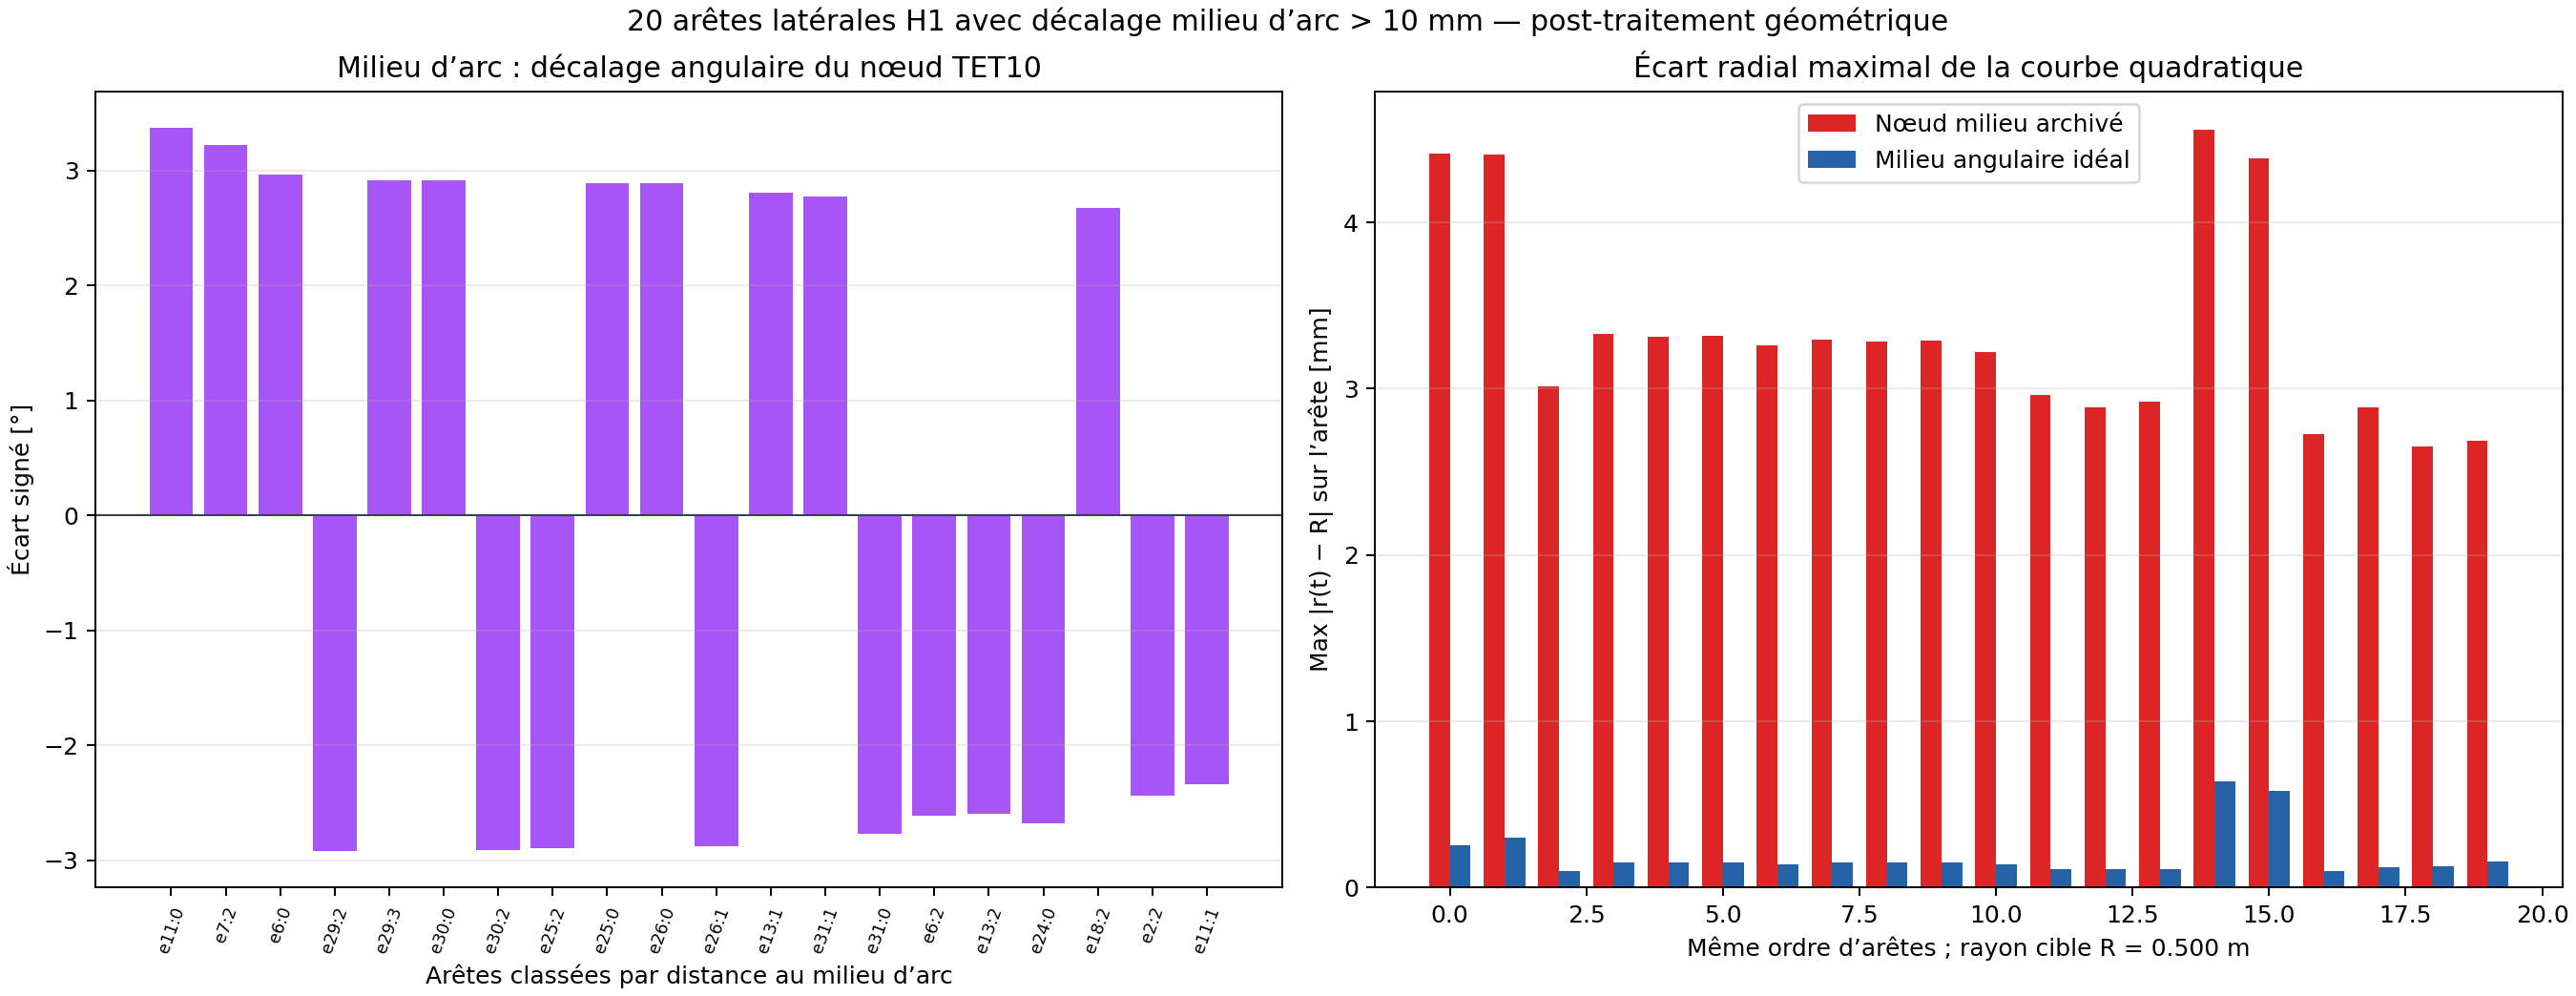 20 arêtes latérales H1 avec décalage milieu d’arc > 10 mm — post-traitement géométrique
Milieu d’arc : décalage angulaire du nœud TET10
Écart signé [°]
3
2
1
0
−1
−2
−3
e11:0
e7:2
e6:0
e29:2
e29:3
e30:0
e30:2
e25:2
e25:0
e26:0
e26:1
e13:1
e31:1
e31:0
e6:2
e13:2
e24:0
e18:2
e2:2
e11:1
Arêtes classées par distance au milieu d’arc
Écart radial maximal de la courbe quadratique
Nœud milieu archivé
Milieu angulaire idéal
Max |r(t) − R| sur l’arête [mm]
4
3
2
1
0
0.0
2.5
5.0
7.5
10.0
12.5
15.0
17.5
20.0
Même ordre d’arêtes ; rayon cible R = 0.500 m